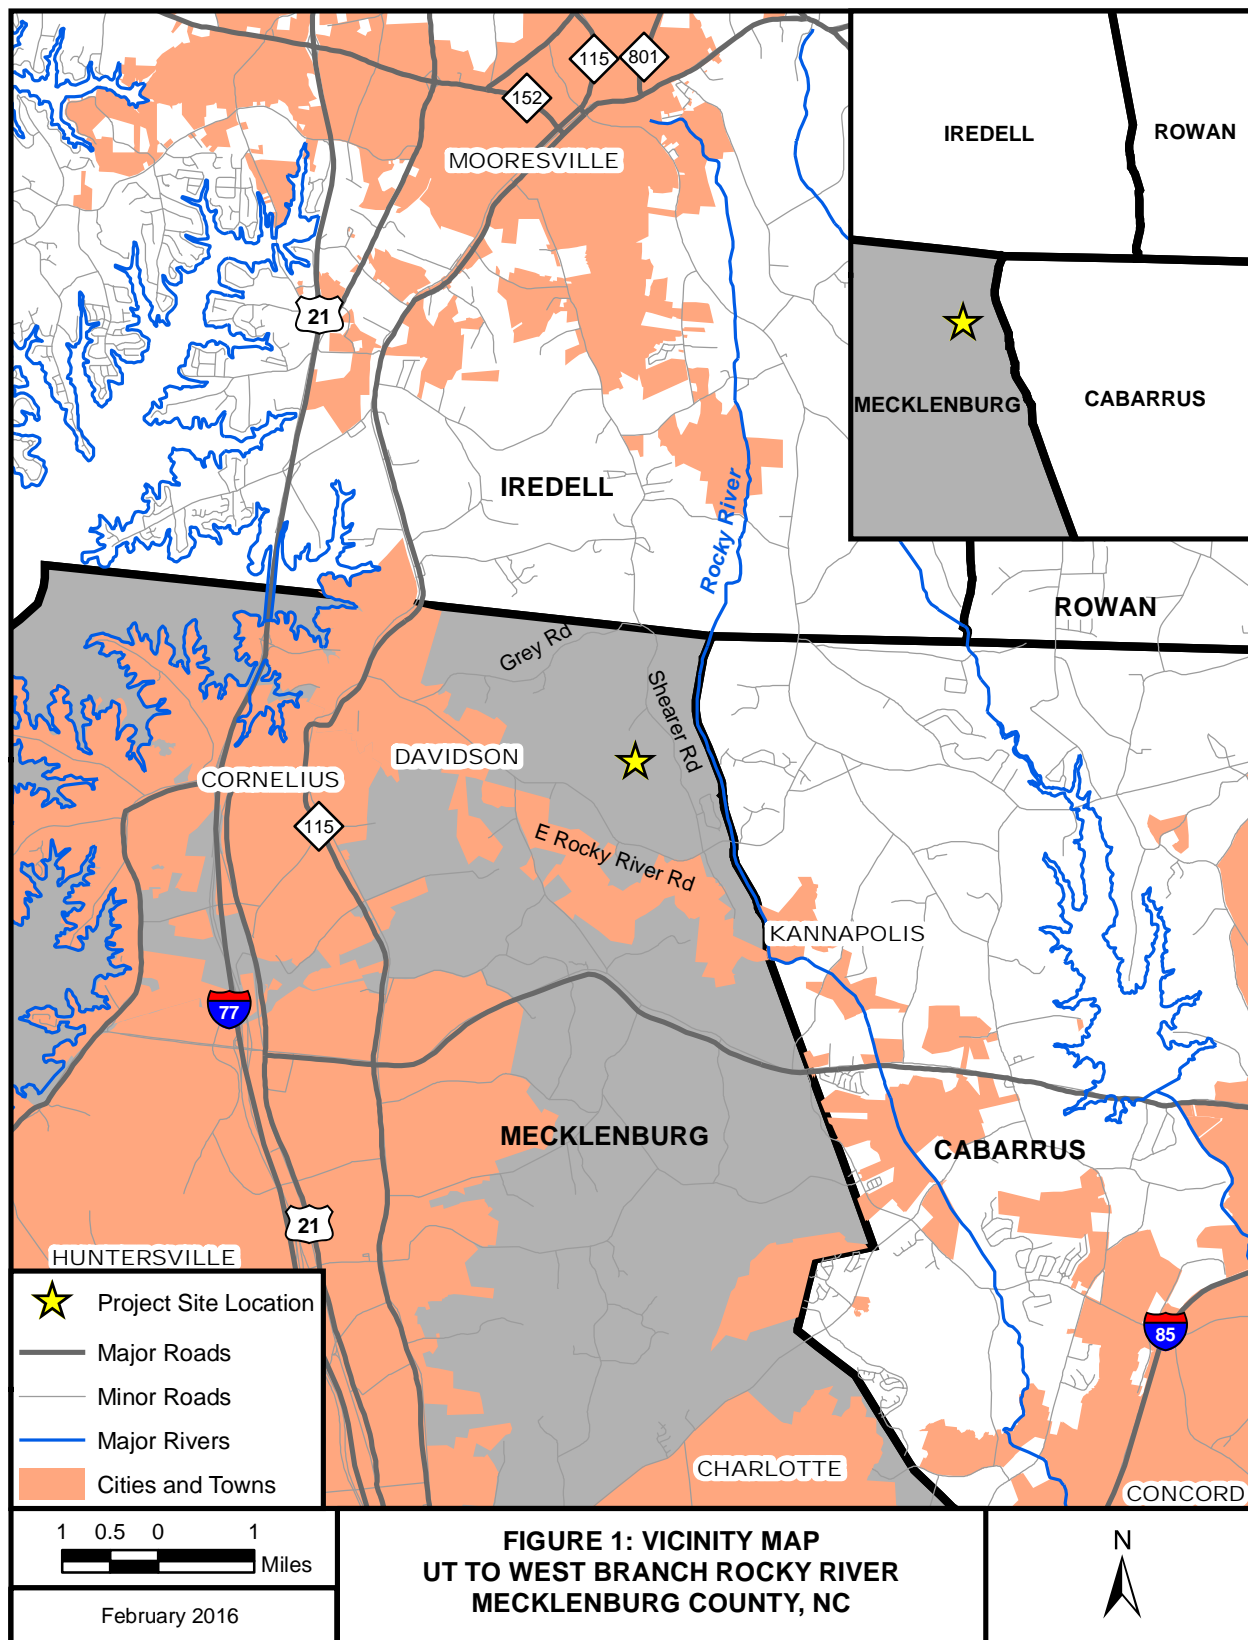 115
801
152
MOORESVILLE
IREDELL
ROWAN
21
MECKLENBURG
CABARRUS
IREDELL
Rocky River
ROWAN
Grey Rd
Shearer Rd
DAVIDSON
CORNELIUS
115
E Rocky River Rd
KANNAPOLIS
77
MECKLENBURG
CABARRUS
21
HUNTERSVILLE
85
CHARLOTTE
CONCORD
Project Site Location
Major Roads
Minor Roads
Major Rivers
Cities and Towns
1 0.5 0 1
Miles
February 2016
FIGURE 1: VICINITY MAP
UT TO WEST BRANCH ROCKY RIVER
MECKLENBURG COUNTY, NC
N